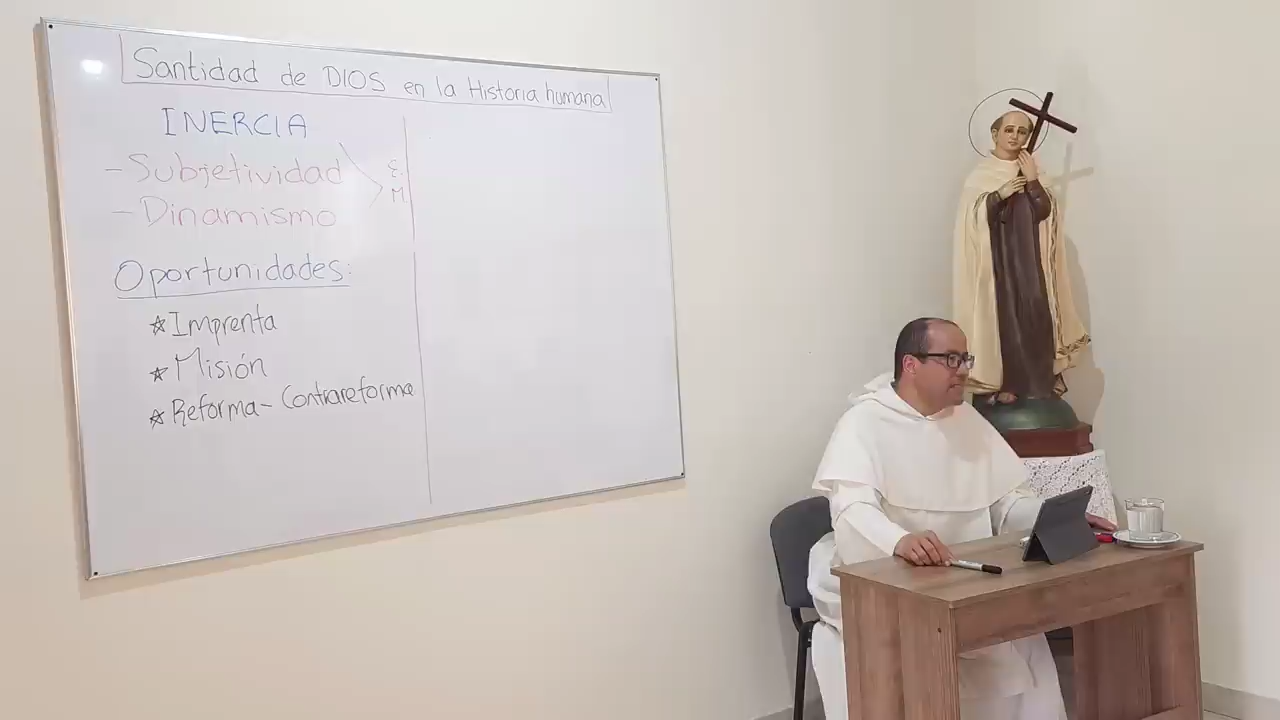 Santidad de DIOS en la Historia humana
INERCIA
- Subjetividad
- Dinamismo
E.
M.
Oportunidades:
☆ Imprenta
☆ Misión
☆ Reforma - Contrareforma